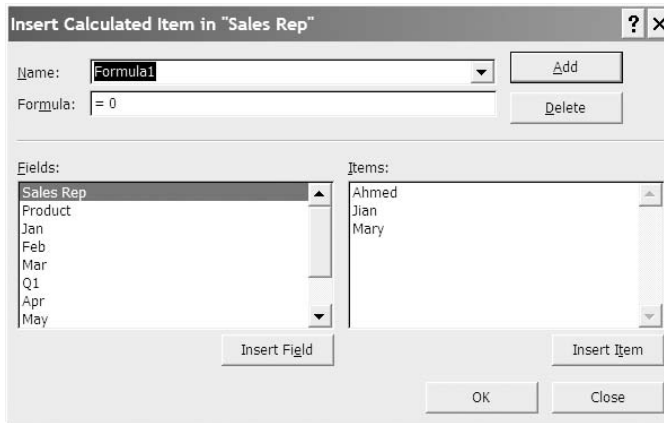 Insert Calculated Item in "Sales Rep"
? ×
Name: Formula1
Add
Formula: = 0
Delete
Fields:
Items:
Sales Rep
Product
Jan
Feb
Mar
Q1
Apr
May
Ahmed
Jian
Mary
Insert Field
Insert Item
OK
Close